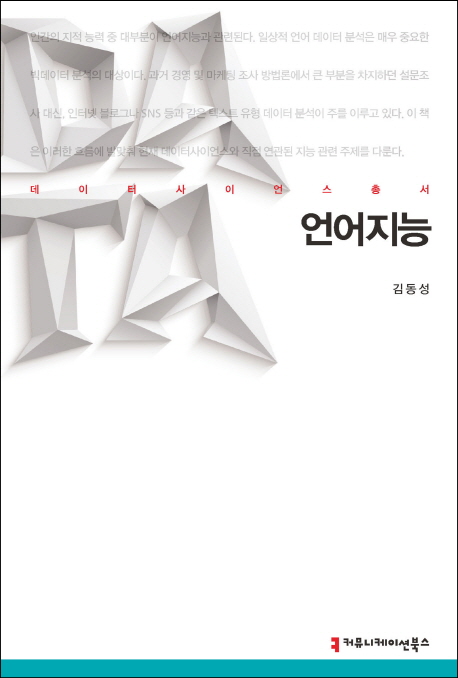 인간의 지적 능력 중 대부분이 언어지능과 관련된다. 일상적 언어 데이터 분석은 매우 중요한
빅데이터 분석의 대상이다. 과거 경영 및 마케팅 조사 방법론에서 큰 부분을 차지하던 설문조
사 대신, 인터넷 블로그나 SNS 등과 같은 텍스트 유형 데이터 분석이 주를 이루고 있다. 이 책
은 이러한 흐름에 발맞춰 현재 데이터사이언스와 직접 연관된 지능 관련 주제를 다룬다.
DA
데이터사이언스총서
TA
언어지능
김동성
커뮤니케이션북스